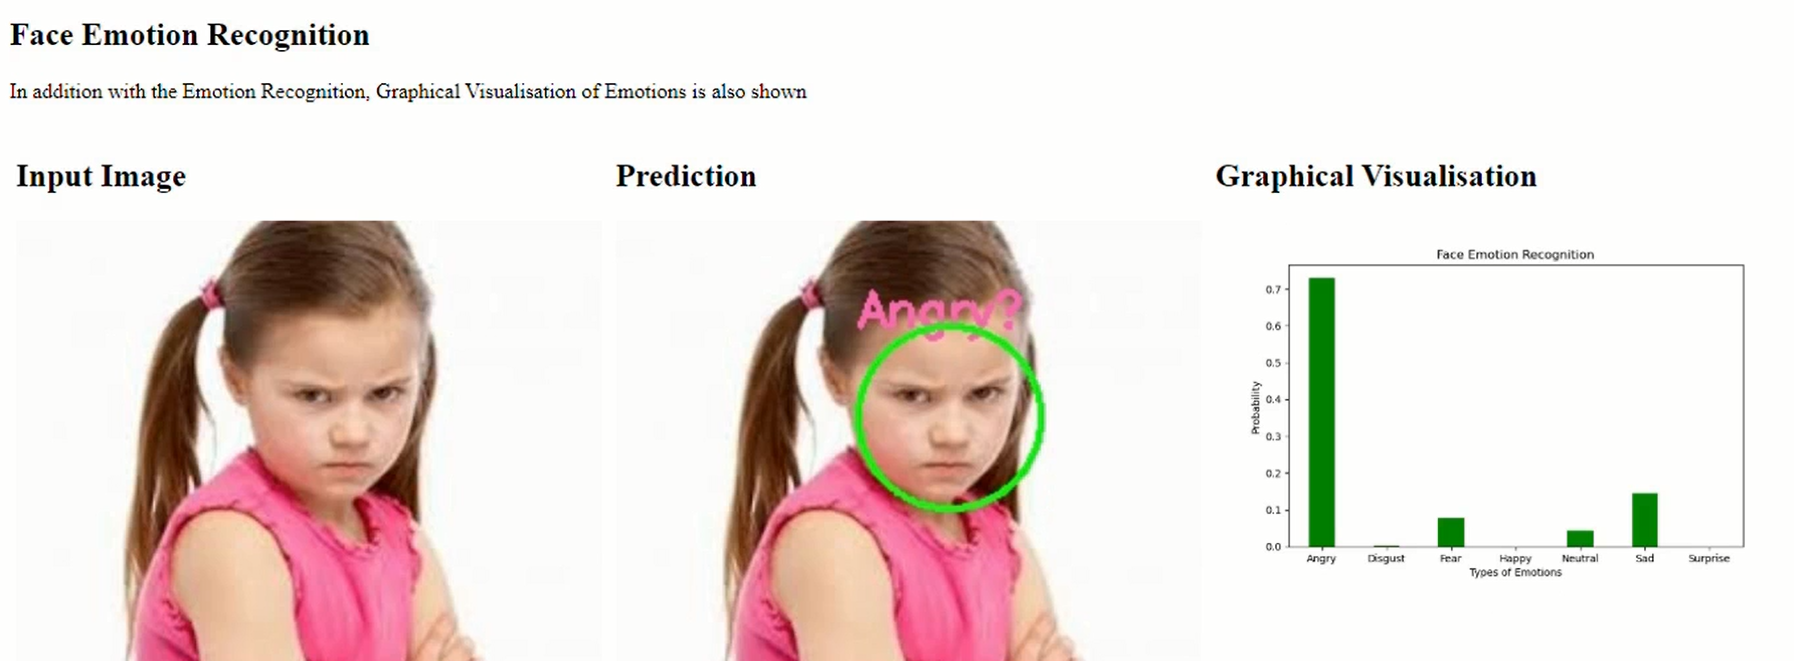 Face Emotion Recognition
In addition with the Emotion Recognition, Graphical Visualisation of Emotions is also shown
Input Image
Prediction
Graphical Visualisation
Angry?
Face Emotion Recognition
Probability
0.7
0.6
0.5
0.4
0.3
0.2
0.1
0.0
Angry Disgust Fear Happy Neutral Sad Surprise
Types of Emotions